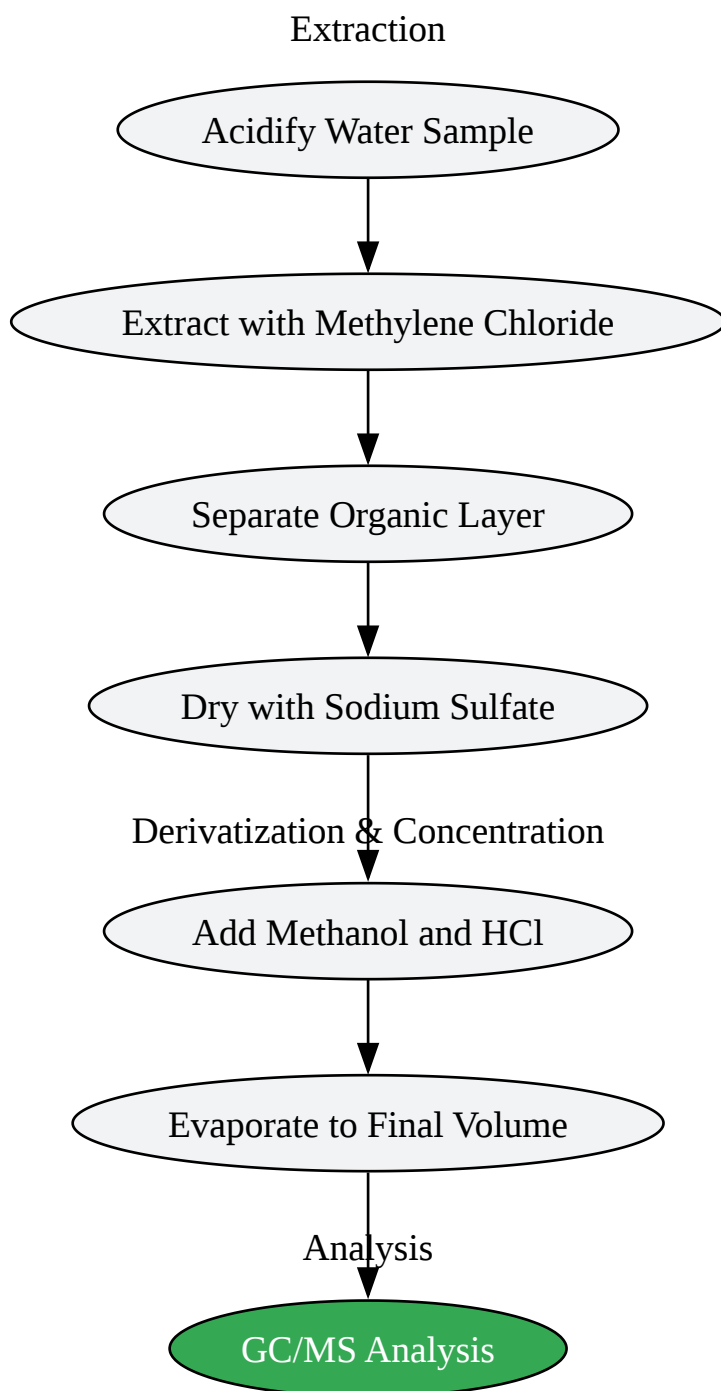 Extraction
Acidify Water Sample
Extract with Methylene Chloride
Separate Organic Layer
Dry with Sodium Sulfate
Derivatization & Concentration
Add Methanol and HCl
Evaporate to Final Volume
Analysis
GC/MS Analysis